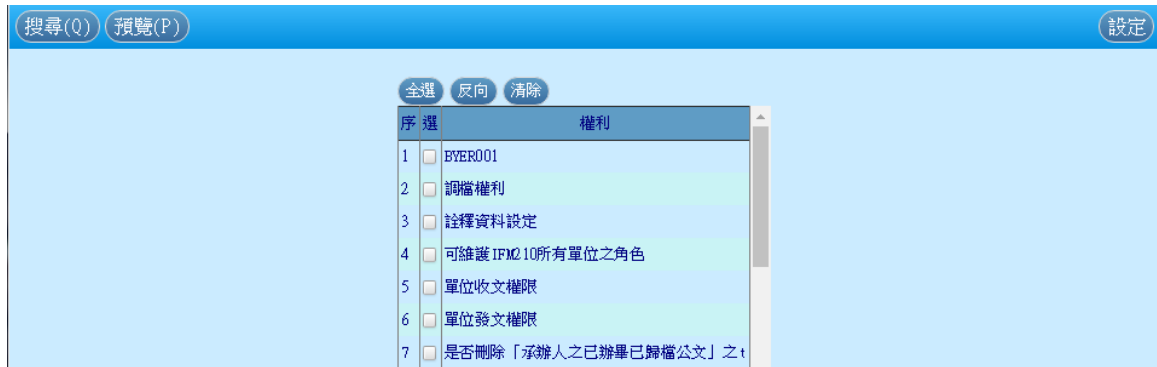 搜尋(Q) 預覽(P) 設定
全選 反向 清除
序 選 權利
1 BYER001
2 調檔權利
3 詮釋資料設定
4 可維護IFM210所有單位之角色
5 單位收文權限
6 單位發文權限
7 是否刪除「承辦人之已辦畢已歸檔公文」之t